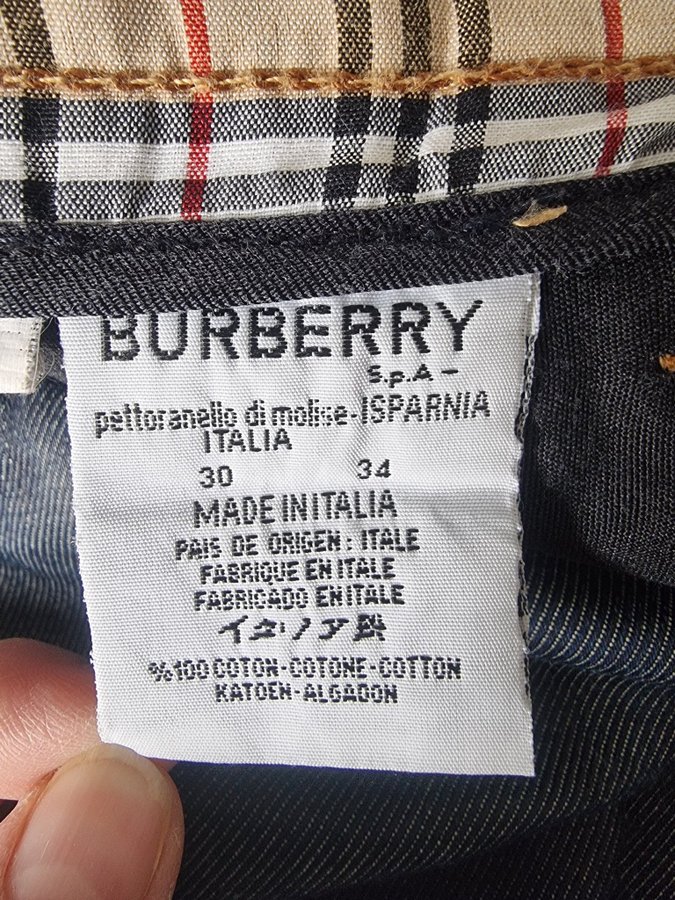 BURBERRY
S.p.A -
pettoranello di molise-ISPARNIA
ITALIA
30 34
MADE IN ITALIA
PAIS DE ORIGEN : ITALE
FABRIQUE EN ITALE
FABRICADO EN ITALE
イタリア製
%100 COTON-COTONE-COTTON
KATOEN-ALGADON